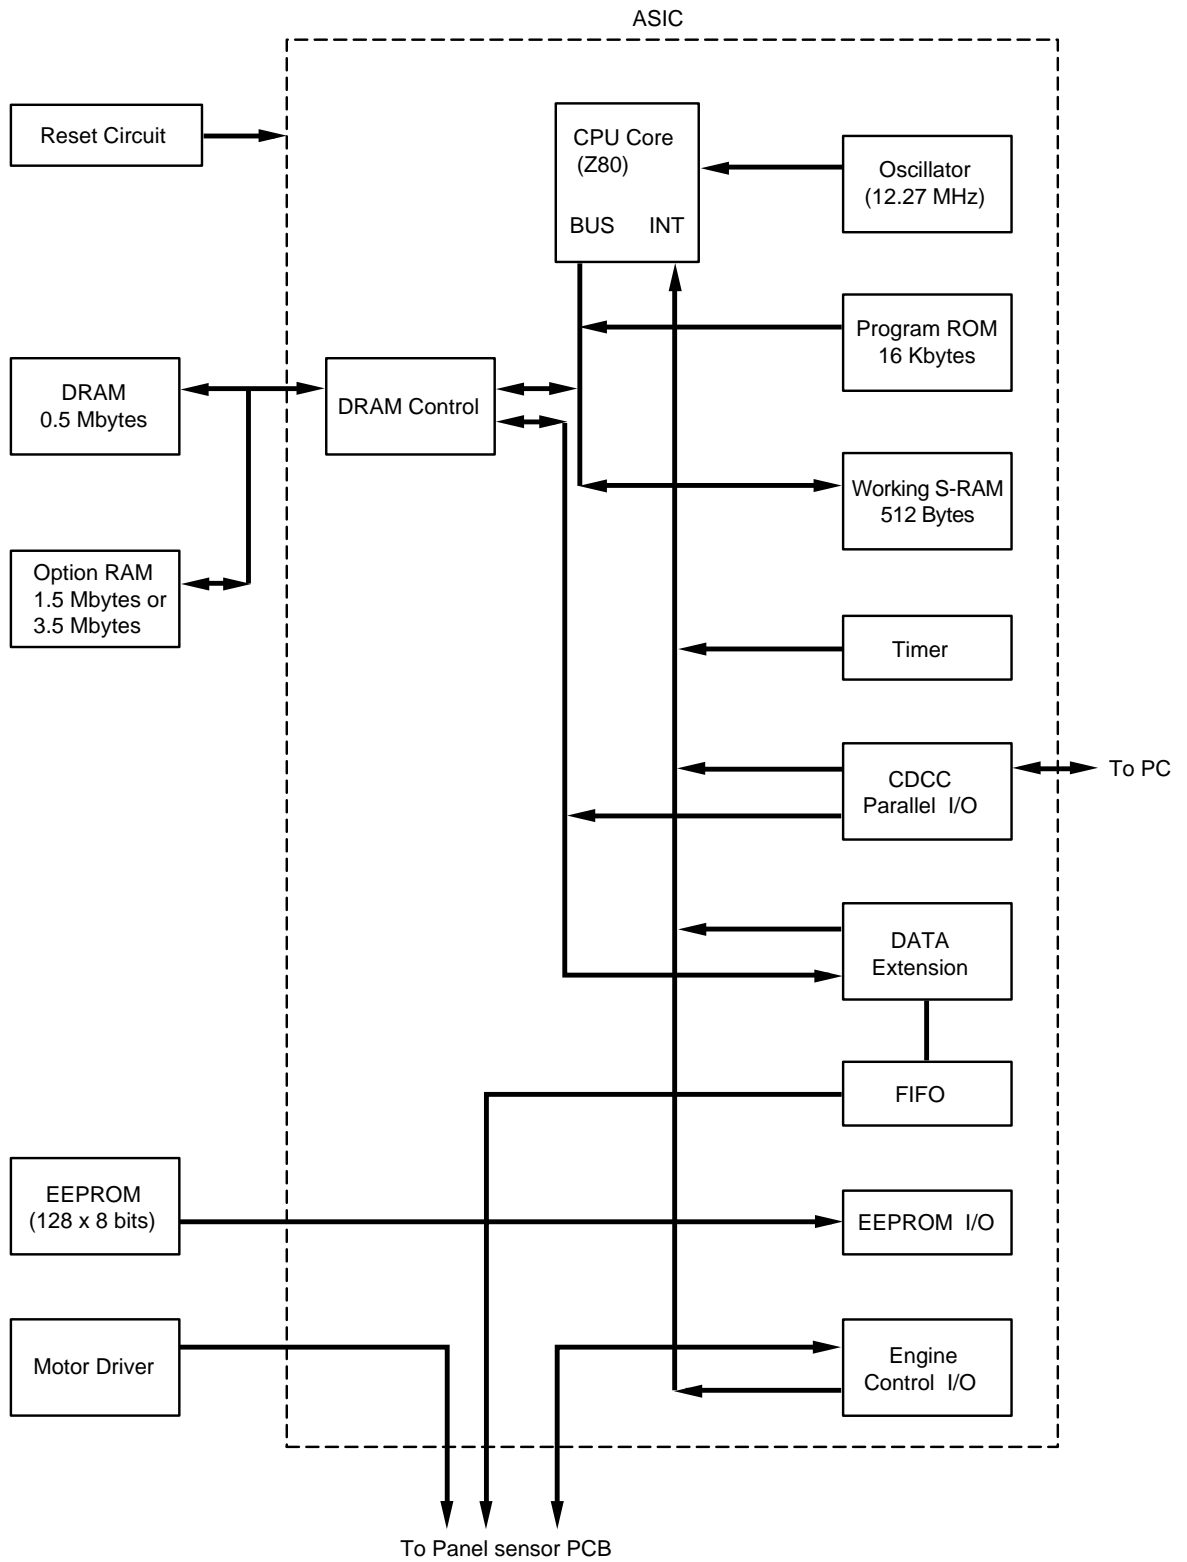 ASIC
Reset Circuit
CPU Core
(Z80)
BUS INT
Oscillator
(12.27 MHz)
Program ROM
16 Kbytes
DRAM
0.5 Mbytes
DRAM Control
Working S-RAM
512 Bytes
Option RAM
1.5 Mbytes or
3.5 Mbytes
Timer
CDCC
Parallel I/O
To PC
DATA
Extension
FIFO
EEPROM
(128 x 8 bits)
EEPROM I/O
Motor Driver
Engine
Control I/O
To Panel sensor PCB